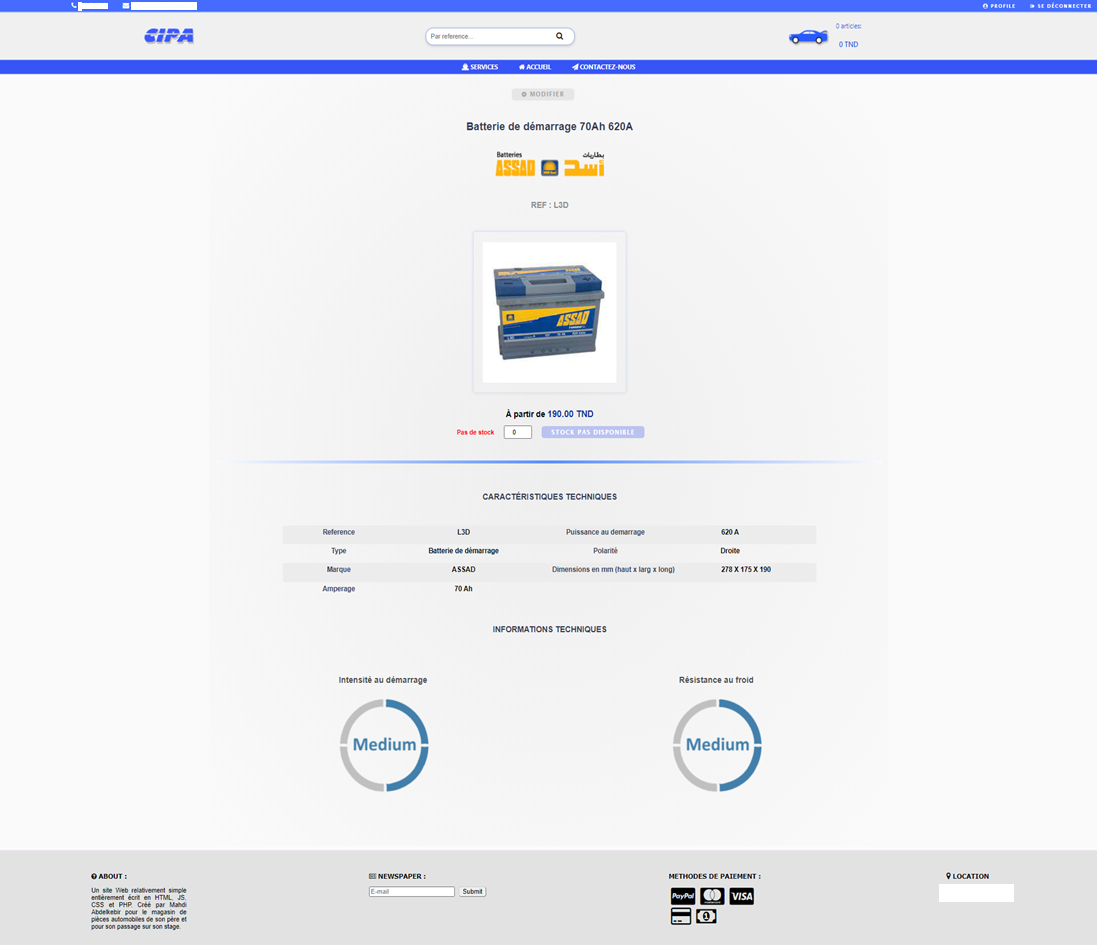 PROFILE
SE DÉCONNECTER
CIPA
Par reference...
0 articles
0 TND
SERVICES
ACCUEIL
CONTACTEZ-NOUS
MODIFIER
Batterie de démarrage 70Ah 620A
Batteries
بطاريات
ASSAD
أسد
REF : L3D
ASSAD
L3D
À partir de 190.00 TND
Pas de stock
0
STOCK PAS DISPONIBLE
CARACTÉRISTIQUES TECHNIQUES
Reference L3D Puissance au demarrage 620 A
Type Batterie de démarrage Polarité Droite
Marque ASSAD Dimensions en mm (haut x larg x long) 278 X 175 X 190
Amperage 70 Ah
INFORMATIONS TECHNIQUES
Intensité au démarrage
Résistance au froid
Medium
Medium
ABOUT :
Un site Web relativement simple
entièrement écrit en HTML, JS,
CSS et PHP. Créé par Mahdi
Abdelkebir pour le magasin de
pièces automobiles de son père et
pour son passage sur son stage.
NEWSPAPER :
E-mail
Submit
METHODES DE PAIEMENT :
PayPal
VISA
1
LOCATION